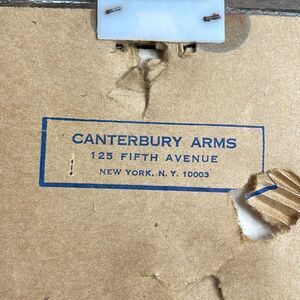 CANTERBURY ARMS
125 FIFTH AVENUE
NEW YORK, N. Y. 10003